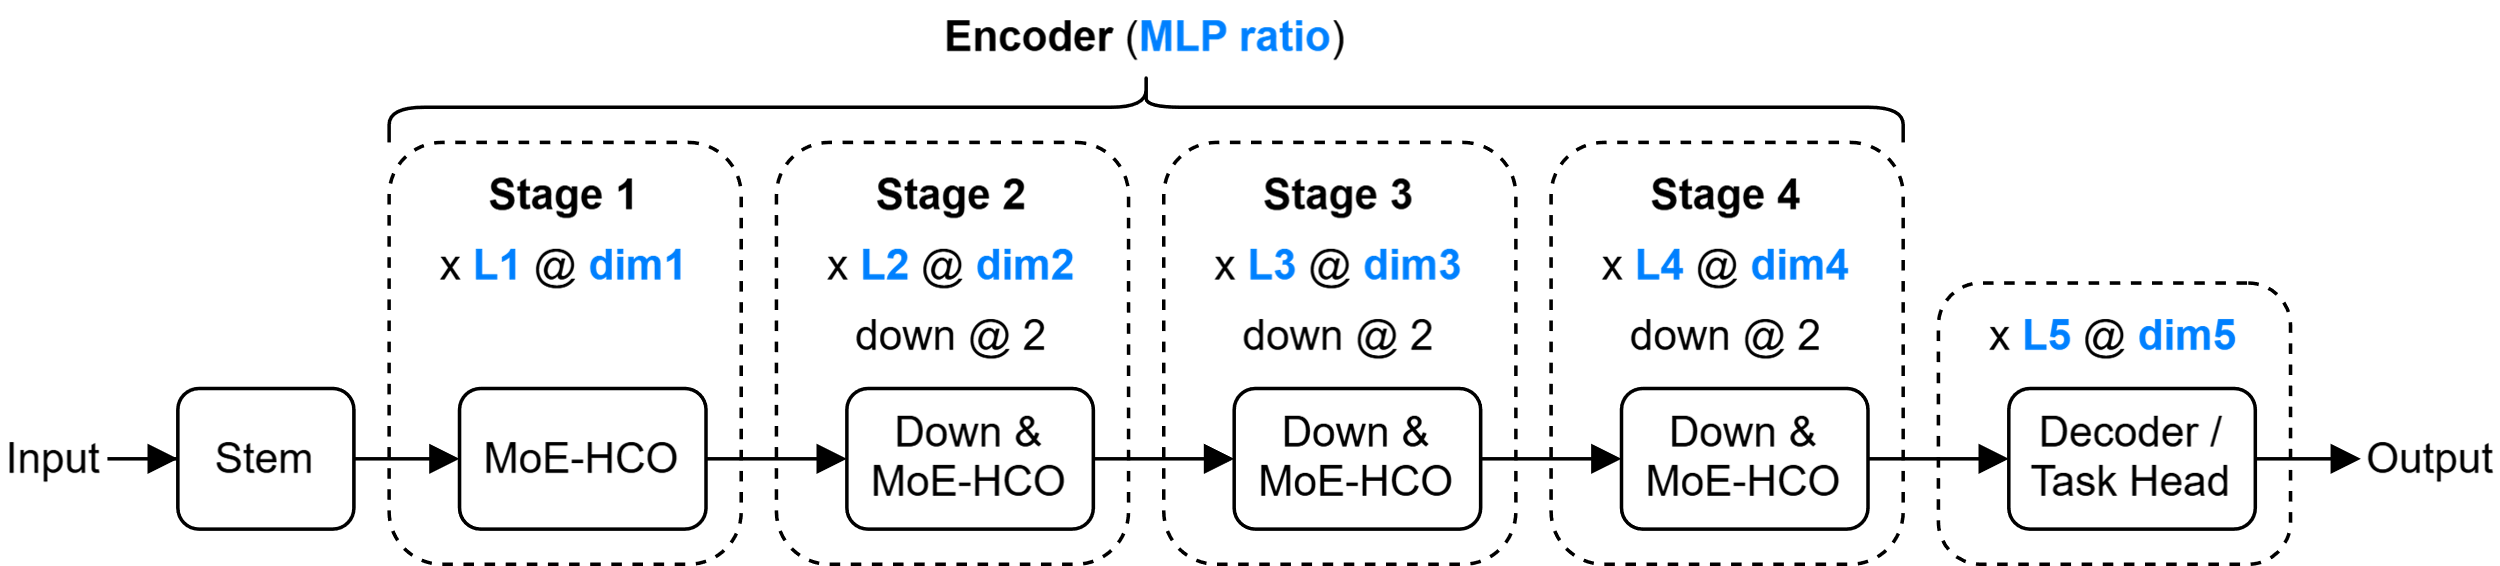 Encoder (MLP ratio)
Stage 1
x L1 @ dim1
Stage 2
x L2 @ dim2
down @ 2
Stage 3
x L3 @ dim3
down @ 2
Stage 4
x L4 @ dim4
down @ 2
x L5 @ dim5
Input
Stem
MoE-HCO
Down &
MoE-HCO
Down &
MoE-HCO
Down &
MoE-HCO
Decoder /
Task Head
Output